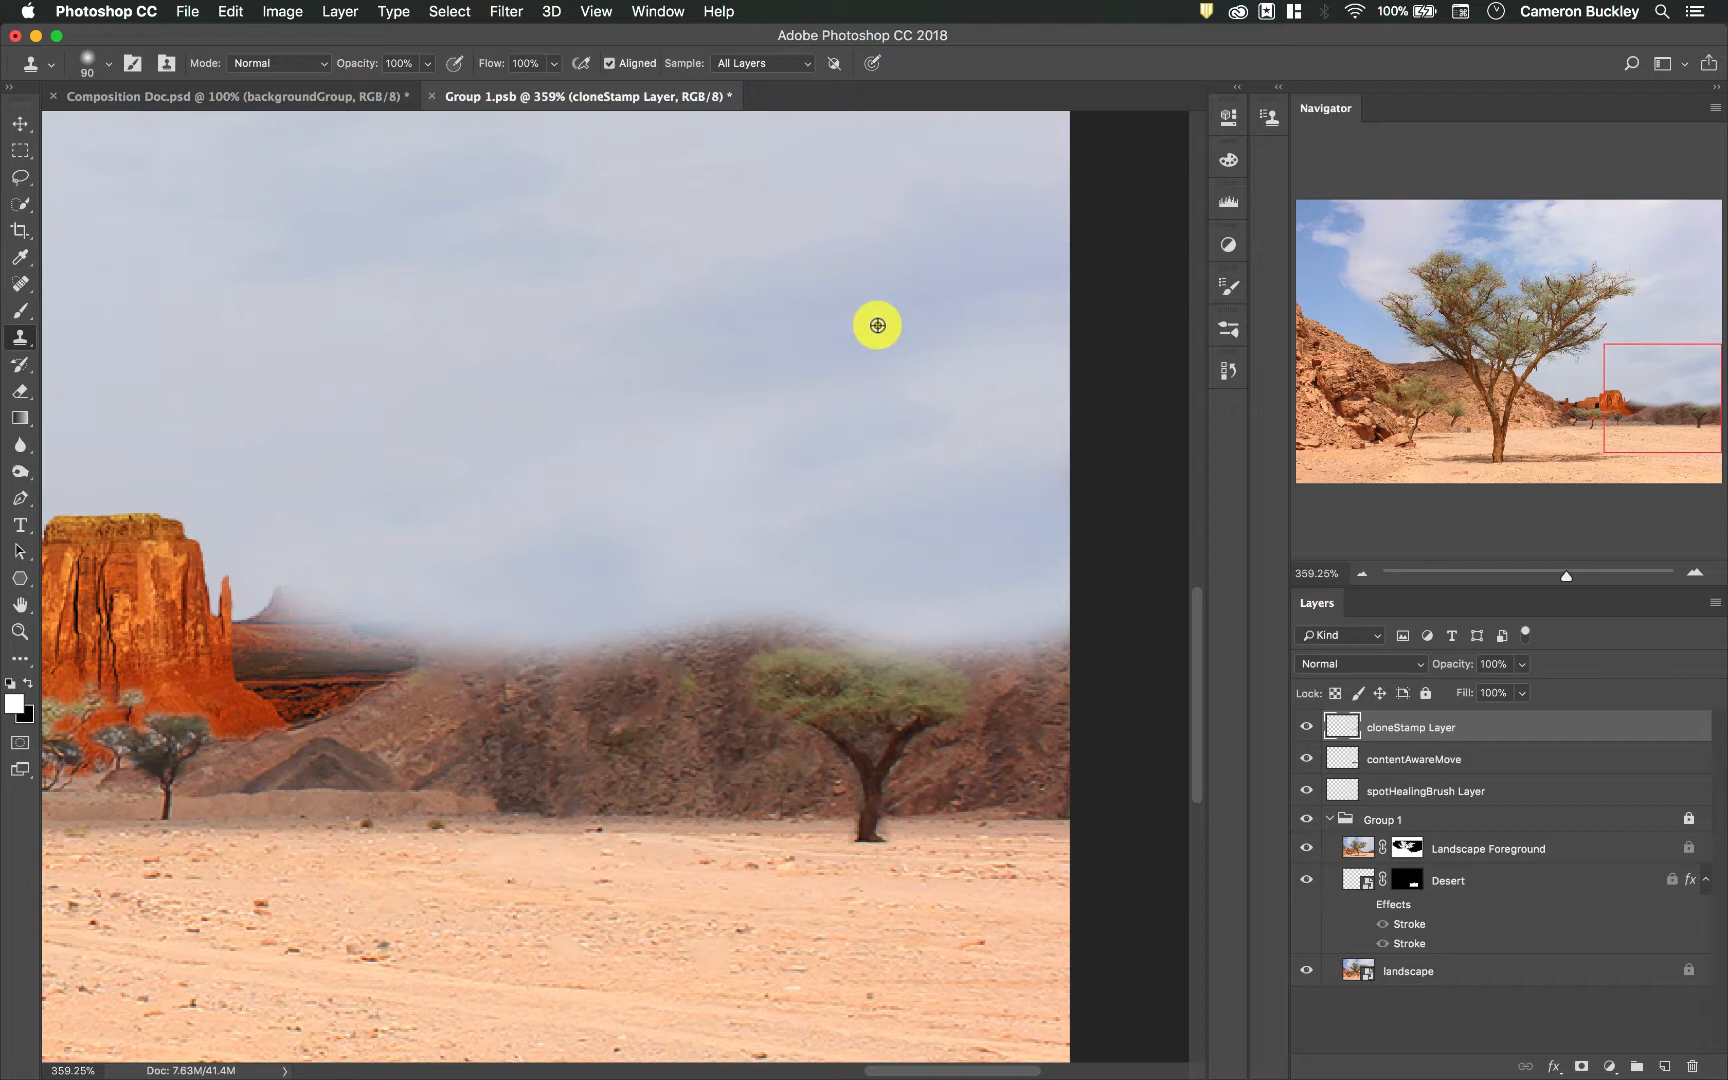 Photoshop CC File Edit Image Layer Type Select Filter 3D View Window Help 100% Cameron Buckley
Adobe Photoshop CC 2018
90 Mode: Normal Opacity: 100% Flow: 100% Aligned Sample: All Layers
Composition Doc.psd @ 100% (backgroundGroup, RGB/8) * Group 1.psb @ 359% (cloneStamp Layer, RGB/8) *
Navigator
359.25%
Layers
Kind
Normal Opacity: 100%
Lock: Fill: 100%
cloneStamp Layer
contentAwareMove
spotHealingBrush Layer
Group 1
Landscape Foreground
Desert fx
Effects
Stroke
Stroke
landscape
359.25% Doc: 7.63M/41.4M
fx